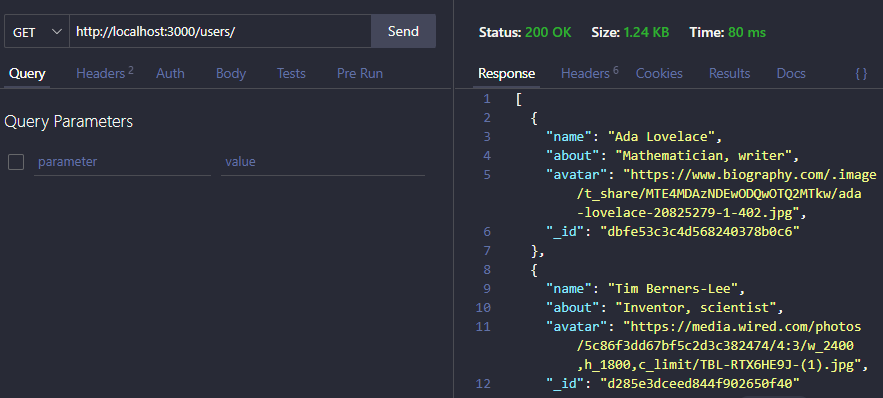 GET http://localhost:3000/users/ Send
Query Headers 2 Auth Body Tests Pre Run
Query Parameters
parameter value
Status: 200 OK Size: 1.24 KB Time: 80 ms
Response Headers 6 Cookies Results Docs { }
1 [
2 {
3 "name": "Ada Lovelace",
4 "about": "Mathematician, writer",
5 "avatar": "https://www.biography.com/.image
/t_share/MTE4MDAzNDEwODQwOTQ2MTkw/ada
-lovelace-20825279-1-402.jpg",
6 "_id": "dbfe53c3c4d568240378b0c6"
7 },
8 {
9 "name": "Tim Berners-Lee",
10 "about": "Inventor, scientist",
11 "avatar": "https://media.wired.com/photos
/5c86f3dd67bf5c2d3c382474/4:3/w_2400
,h_1800,c_limit/TBL-RTX6HE9J-(1).jpg",
12 "_id": "d285e3dceed844f902650f40"